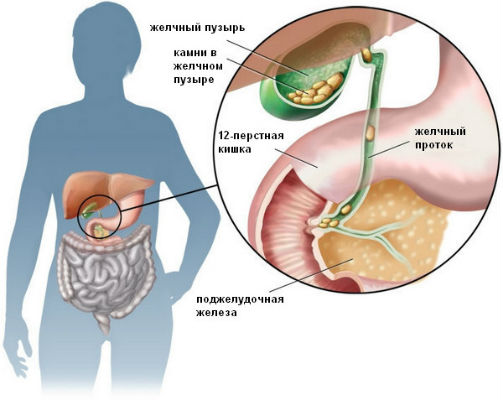 желчный пузырь
камни в
желчном
пузыре
12-перстная
кишка
желчный
проток
поджелудочная
железа